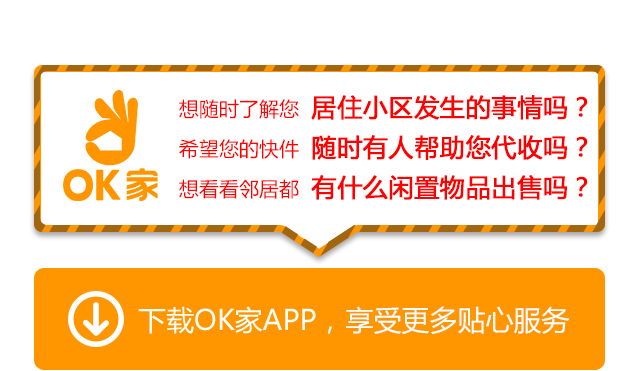 想随时了解您 居住小区发生的事情吗？
希望您的快件 随时有人帮助您代收吗？
想看看邻居都 有什么闲置物品出售吗？
OK家
下载OK家APP，享受更多贴心服务